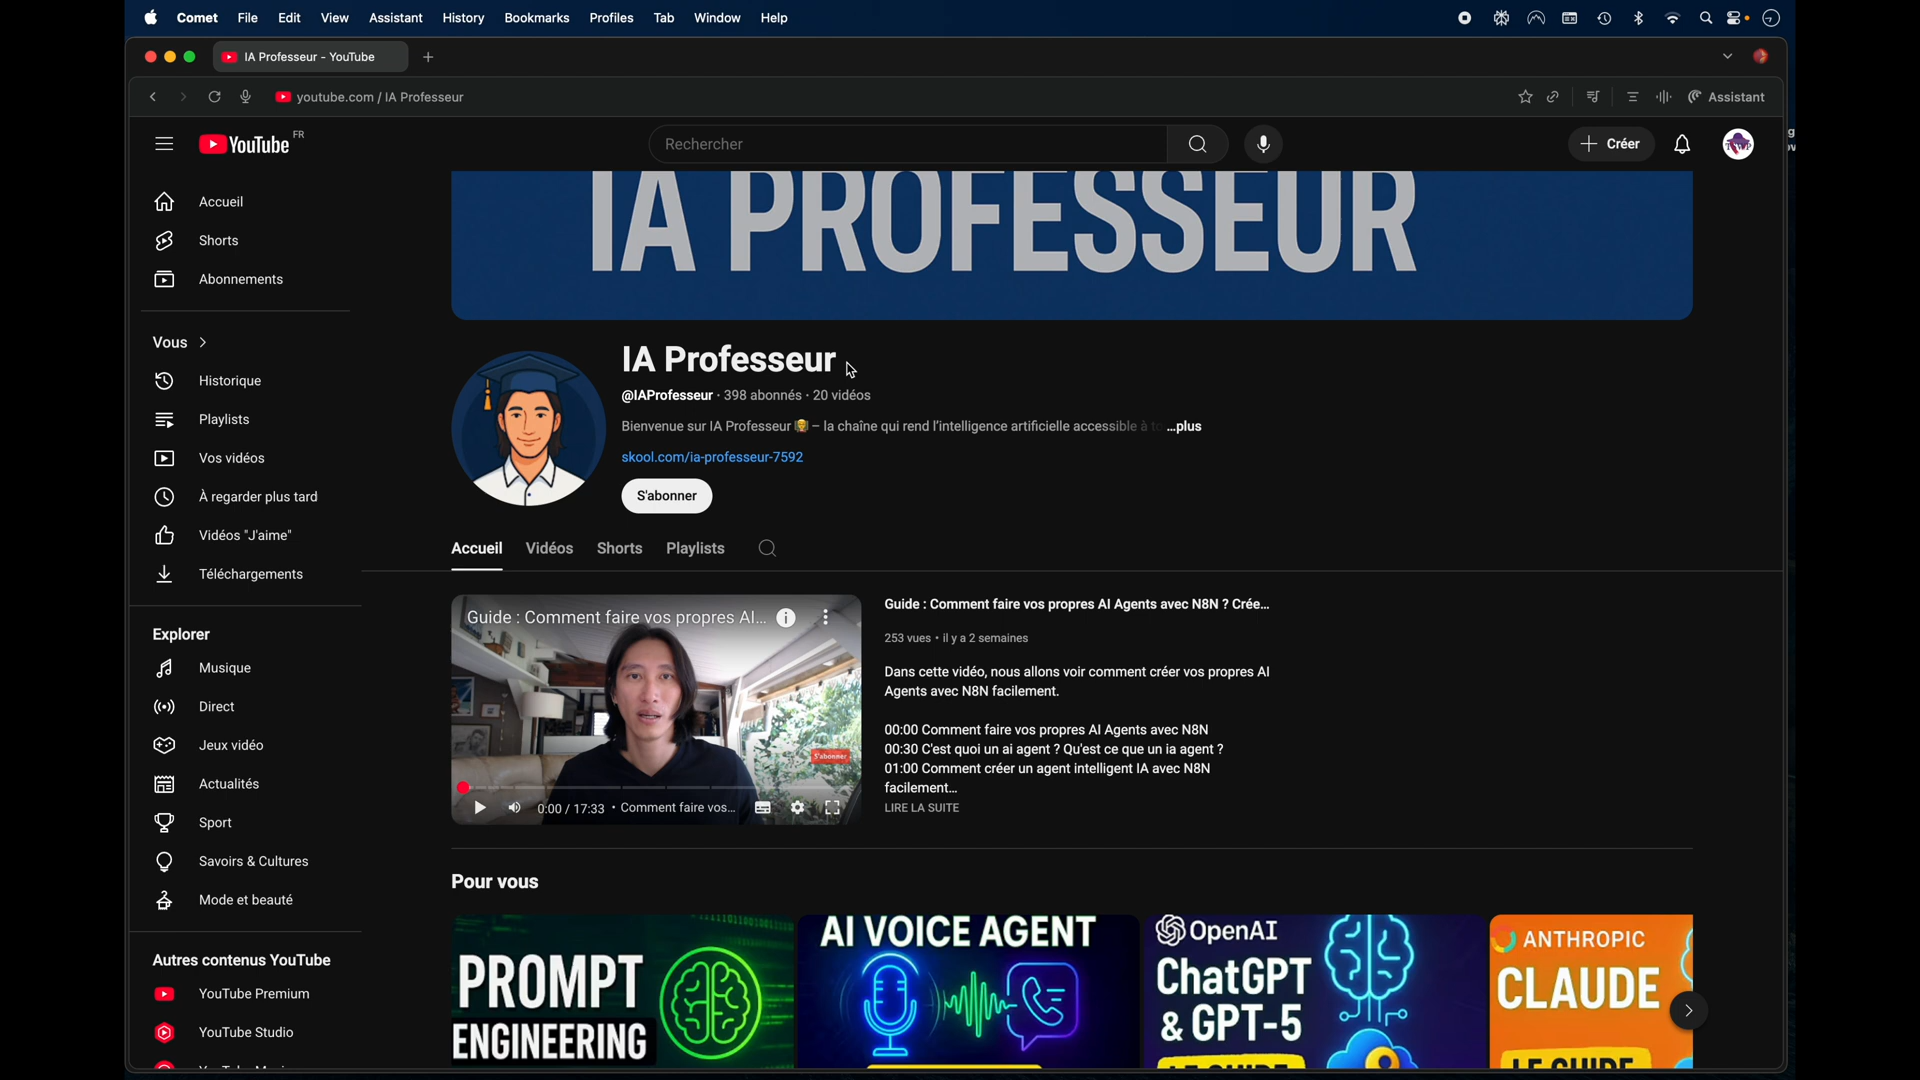 Comet File Edit View Assistant History Bookmarks Profiles Tab Window Help
IA Professeur - YouTube
youtube.com / IA Professeur
Assistant
YouTube FR
Rechercher
Créer
Accueil
Shorts
Abonnements
Vous
Historique
Playlists
Vos vidéos
À regarder plus tard
Vidéos "J'aime"
Téléchargements
Explorer
Musique
Direct
Jeux vidéo
Actualités
Sport
Savoirs & Cultures
Mode et beauté
Autres contenus YouTube
YouTube Premium
YouTube Studio
IA PROFESSEUR
IA Professeur
@IAProfesseur · 398 abonnés · 20 vidéos
Bienvenue sur IA Professeur – la chaîne qui rend l'intelligence artificielle accessible à ...plus
skool.com/ia-professeur-7592
S'abonner
Accueil Vidéos Shorts Playlists
Guide : Comment faire vos propres AI...
S'abonner
0:00 / 17:33 • Comment faire vos...
Guide : Comment faire vos propres AI Agents avec N8N ? Crée...
253 vues • il y a 2 semaines
Dans cette vidéo, nous allons voir comment créer vos propres AI
Agents avec N8N facilement.
00:00 Comment faire vos propres AI Agents avec N8N
00:30 C'est quoi un ai agent ? Qu'est ce que un ia agent ?
01:00 Comment créer un agent intelligent IA avec N8N
facilement...
LIRE LA SUITE
Pour vous
PROMPT
ENGINEERING
AI VOICE AGENT
OpenAI
ChatGPT
& GPT-5
LE GUIDE
ANTHROPIC
CLAUDE
LE GUIDE